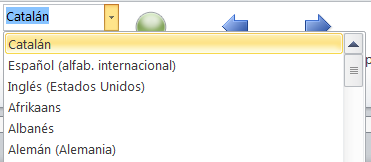 Catalán
Catalán
Español (alfab. internacional)
Inglés (Estados Unidos)
Afrikaans
Albanés
Alemán (Alemania)